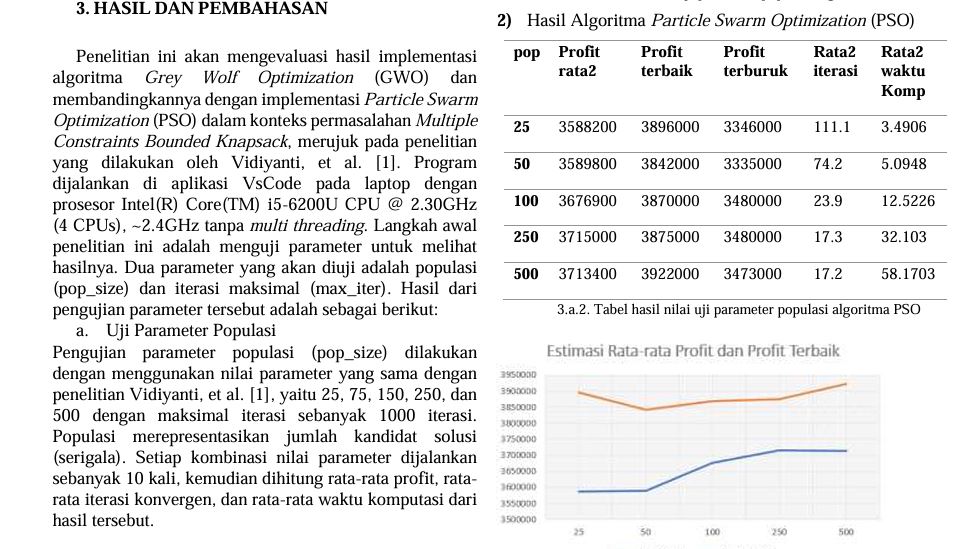 3. HASIL DAN PEMBAHASAN
Penelitian ini akan mengevaluasi hasil implementasi
algoritma Grey Wolf Optimization (GWO) dan
membandingkannya dengan implementasi Particle Swarm
Optimization (PSO) dalam konteks permasalahan Multiple
Constraints Bounded Knapsack, merujuk pada penelitian
yang dilakukan oleh Vidiyanti, et al. [1]. Program
dijalankan di aplikasi VsCode pada laptop dengan
prosesor Intel(R) Core(TM) i5-6200U CPU @ 2.30GHz
(4 CPUs), ~2.4GHz tanpa multi threading. Langkah awal
penelitian ini adalah menguji parameter untuk melihat
hasilnya. Dua parameter yang akan diuji adalah populasi
(pop_size) dan iterasi maksimal (max_iter). Hasil dari
pengujian parameter tersebut adalah sebagai berikut:
a. Uji Parameter Populasi
Pengujian parameter populasi (pop_size) dilakukan
dengan menggunakan nilai parameter yang sama dengan
penelitian Vidiyanti, et al. [1], yaitu 25, 75, 150, 250, dan
500 dengan maksimal iterasi sebanyak 1000 iterasi.
Populasi merepresentasikan jumlah kandidat solusi
(serigala). Setiap kombinasi nilai parameter dijalankan
sebanyak 10 kali, kemudian dihitung rata-rata profit, rata-
rata iterasi konvergen, dan rata-rata waktu komputasi dari
hasil tersebut.
2) Hasil Algoritma Particle Swarm Optimization (PSO)
pop Profit Profit Profit Rata2 Rata2
rata2 terbaik terburuk iterasi waktu
Komp
25 3588200 3896000 3346000 111.1 3.4906
50 3589800 3842000 3335000 74.2 5.0948
100 3676900 3870000 3480000 23.9 12.5226
250 3715000 3875000 3480000 17.3 32.103
500 3713400 3922000 3473000 17.2 58.1703
3.a.2. Tabel hasil nilai uji parameter populasi algoritma PSO
Estimasi Rata-rata Profit dan Profit Terbaik
3950000
3900000
3850000
3800000
3750000
3700000
3650000
3600000
3550000
3500000
25 50 100 250 500